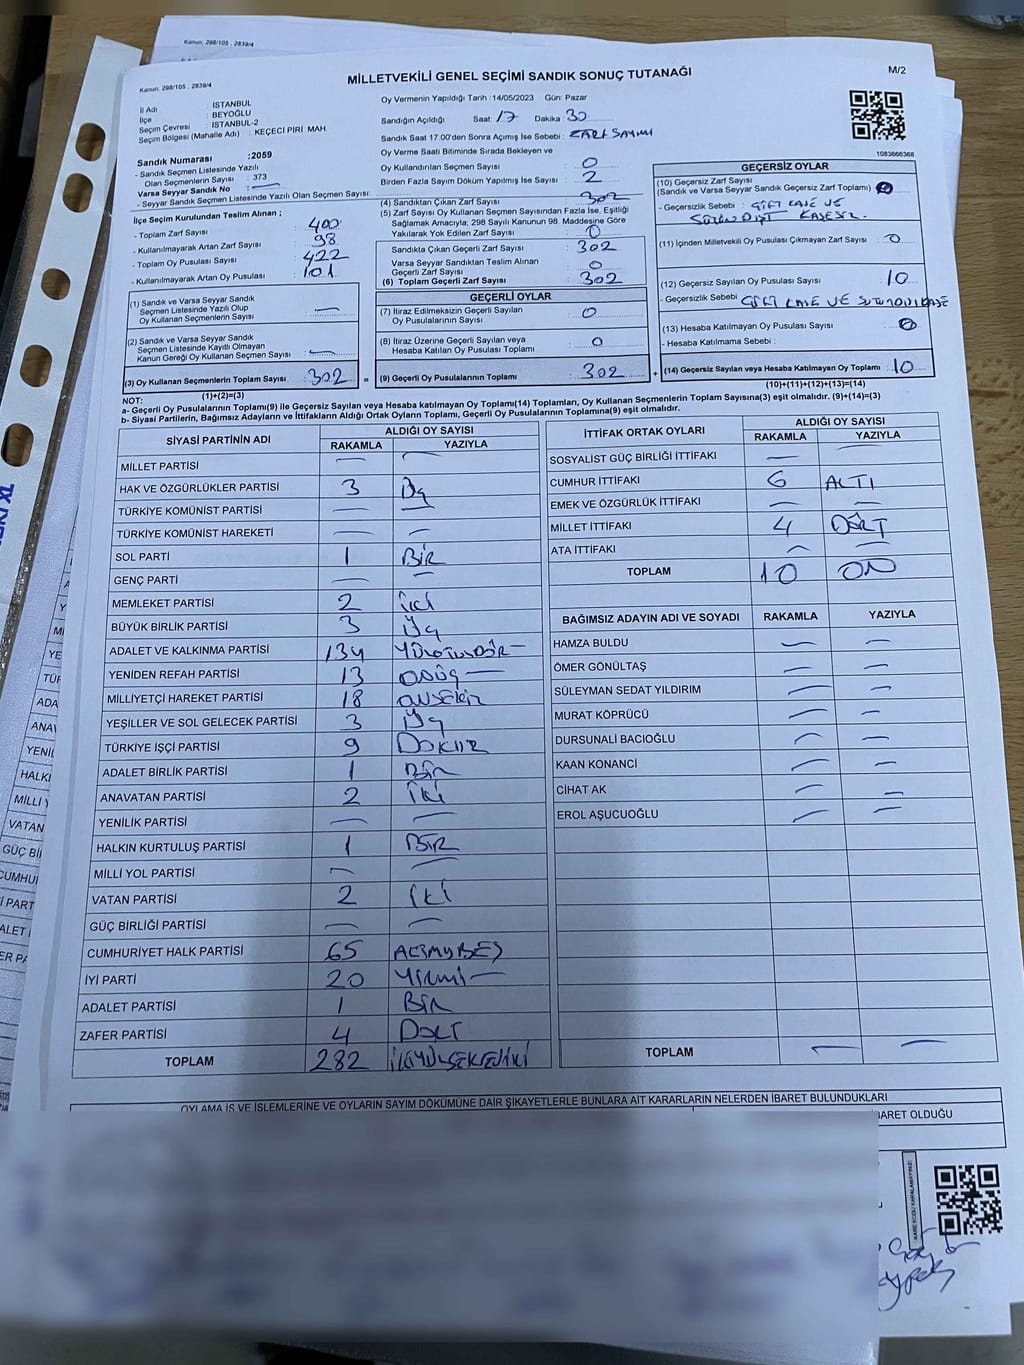 Kanun: 298/105 , 2839/4
Kanun: 298/105 , 2839/4
MİLLETVEKİLİ GENEL SEÇİMİ SANDIK SONUÇ TUTANAĞI
M/2
İl Adı : İSTANBUL
İlçe : BEYOĞLU
Seçim Çevresi : İSTANBUL-2
Seçim Bölgesi (Mahalle Adı) : KEÇECİ PİRİ MAH
Sandık Numarası :2059
- Sandık Seçmen Listesinde Yazılı
Olan Seçmenlerin Sayısı : 373
Varsa Seyyar Sandık No :
- Seyyar Sandık Seçmen Listesinde Yazılı Olan Seçmen Sayısı:
İlçe Seçim Kurulundan Teslim Alınan ;
- Toplam Zarf Sayısı : 400
- Kullanılmayarak Artan Zarf Sayısı : 98
- Toplam Oy Pusulası : 422
- Kullanılmayarak Artan Oy Pusulası : 101
Oy Vermenin Yapıldığı Tarih :14/05/2023 Gün: Pazar
Sandığın Açıldığı Saat : 17 Dakika : 30
Sandık Saat 17.00'den Sonra Açımış İse Sebebi : ZARF SAYIMI
Oy Verme Saati Bitiminde Sırada Bekleyen ve
Oy Kullandırılan Seçmen Sayısı : 0
Birden Fazla Sayım Döküm Yapılmış İse Sayısı : 2
(4) Sandıktan Çıkan Zarf Sayısı : 302
(5) Zarf Sayısı Oy Kullanan Seçmen Sayısından Fazla İse, Eşitliği
Sağlamak Amacıyla; 298 Sayılı Kanunun 98. Maddesine Göre
Yakılarak Yok Edilen Zarf Sayısı : 0
Sandıkta Çıkan Geçerli Zarf Sayısı : 302
Varsa Seyyar Sandıktan Teslim Alınan
Geçerli Zarf Sayısı : 0
(6) Toplam Geçerli Zarf Sayısı : 302
1083666368
GEÇERSİZ OYLAR
(10) Geçersiz Zarf Sayısı
(Sandık ve Varsa Seyyar Sandık Geçersiz Zarf Toplamı) : 0
- Geçersizlik Sebebi : ÇİFT KAŞE VE
(11) İçinden Milletvekili Oy Pusulası Çıkmayan Zarf Sayısı : 0
(12) Geçersiz Sayılan Oy Pusulası Sayısı : 10
- Geçersizlik Sebebi : ÇİFT KAŞE VE
(13) Hesaba Katılmayan Oy Pusulası Sayısı : 0
- Hesaba Katılmama Sebebi :
(14) Geçersiz Sayılan veya Hesaba Katılmayan Oy Toplamı : 10
(10)+(11)+(12)+(13)=(14)
(1) Sandık ve Varsa Seyyar Sandık
Seçmen Listesinde Yazılı Olup
Oy Kullanan Seçmenlerin Sayısı :
(2) Sandık ve Varsa Seyyar Sandık
Seçmen Listesinde Kayıtlı Olmayan
Kanun Gereği Oy Kullanan Seçmen Sayısı :
(3) Oy Kullanan Seçmenlerin Toplam Sayısı : 302 =
(1)+(2)=(3)
GEÇERLİ OYLAR
(7) İtiraz Edilmeksizin Geçerli Sayılan
Oy Pusulalarının Sayısı : 0
(8) İtiraz Üzerine Geçerli Sayılan veya
Hesaba Katılan Oy Pusulası Toplamı : 0
(9) Geçerli Oy Pusulalarının Toplamı : 302 +
NOT:
a- Geçerli Oy Pusulalarının Toplamı(9) ile Geçersiz Sayılan veya Hesaba katılmayan Oy Toplamı(14) Toplamları, Oy Kullanan Seçmenlerin Toplam Sayısına(3) eşit olmalıdır. (9)+(14)=(3)
b- Siyasi Partilerin, Bağımsız Adayların ve İttifakların Aldığı Ortak Oyların Toplamı, Geçerli Oy Pusulalarının Toplamına(9) eşit olmalıdır.
SİYASİ PARTİNİN ADI ALDIĞI OY SAYISI
RAKAMLA YAZIYLA
MİLLET PARTİSİ
HAK VE ÖZGÜRLÜKLER PARTİSİ 3 Üç
TÜRKİYE KOMÜNİST PARTİSİ
TÜRKİYE KOMÜNİST HAREKETİ
SOL PARTİ 1 BİR
GENÇ PARTİ
MEMLEKET PARTİSİ 2 İki
BÜYÜK BİRLİK PARTİSİ 3 Üç
ADALET VE KALKINMA PARTİSİ 134
YENİDEN REFAH PARTİSİ 13 ONÜÇ
MİLLİYETÇİ HAREKET PARTİSİ 18 ONSEKİZ
YEŞİLLER VE SOL GELECEK PARTİSİ 3 Üç
TÜRKİYE İŞÇİ PARTİSİ 9 DOKUZ
ADALET BİRLİK PARTİSİ 1 BİR
ANAVATAN PARTİSİ 2 İki
YENİLİK PARTİSİ
HALKIN KURTULUŞ PARTİSİ 1 BİR
MİLLİ YOL PARTİSİ
VATAN PARTİSİ 2 İKİ
GÜÇ BİRLİĞİ PARTİSİ
CUMHURİYET HALK PARTİSİ 65 ALTMIŞBEŞ
İYİ PARTİ 20 YİRMİ
ADALET PARTİSİ 1 BİR
ZAFER PARTİSİ 4 DÖRT
TOPLAM 282 İKİYÜZSEKSENİKİ
İTTİFAK ORTAK OYLARI ALDIĞI OY SAYISI
RAKAMLA YAZIYLA
SOSYALİST GÜÇ BİRLİĞİ İTTİFAKI
CUMHUR İTTİFAKI 6 ALTI
EMEK VE ÖZGÜRLÜK İTTİFAKI
MİLLET İTTİFAKI 4 DÖRT
ATA İTTİFAKI
TOPLAM 10 ON
BAĞIMSIZ ADAYIN ADI VE SOYADI RAKAMLA YAZIYLA
HAMZA BULDU
ÖMER GÖNÜLTAŞ
SÜLEYMAN SEDAT YILDIRIM
MURAT KÖPRÜCÜ
DURSUNALİ BACIOĞLU
KAAN KONANCİ
CİHAT AK
EROL AŞUCUOĞLU
TOPLAM
OYLAMA İŞ VE İŞLEMLERİNE VE OYLARIN SAYIM DÖKÜMÜNE DAİR ŞİKAYETLERLE BUNLARA AİT KARARLARIN NELERDEN İBARET BULUNDUKLARI
İBARET OLDUĞU